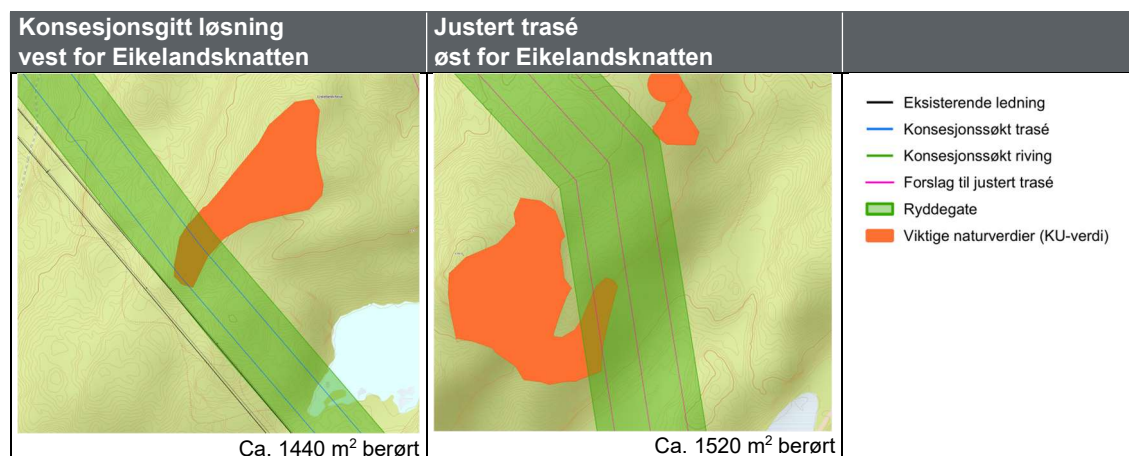 Konsesjonsgitt løsning
vest for Eikelandsknatten
Justert trasé
øst for Eikelandsknatten
Eksisterende ledning
Konsesjonssøkt trasé
Konsesjonssøkt riving
Forslag til justert trasé
Ryddegate
Viktige naturverdier (KU-verdi)
Ca. 1440 m² berørt
Ca. 1520 m² berørt